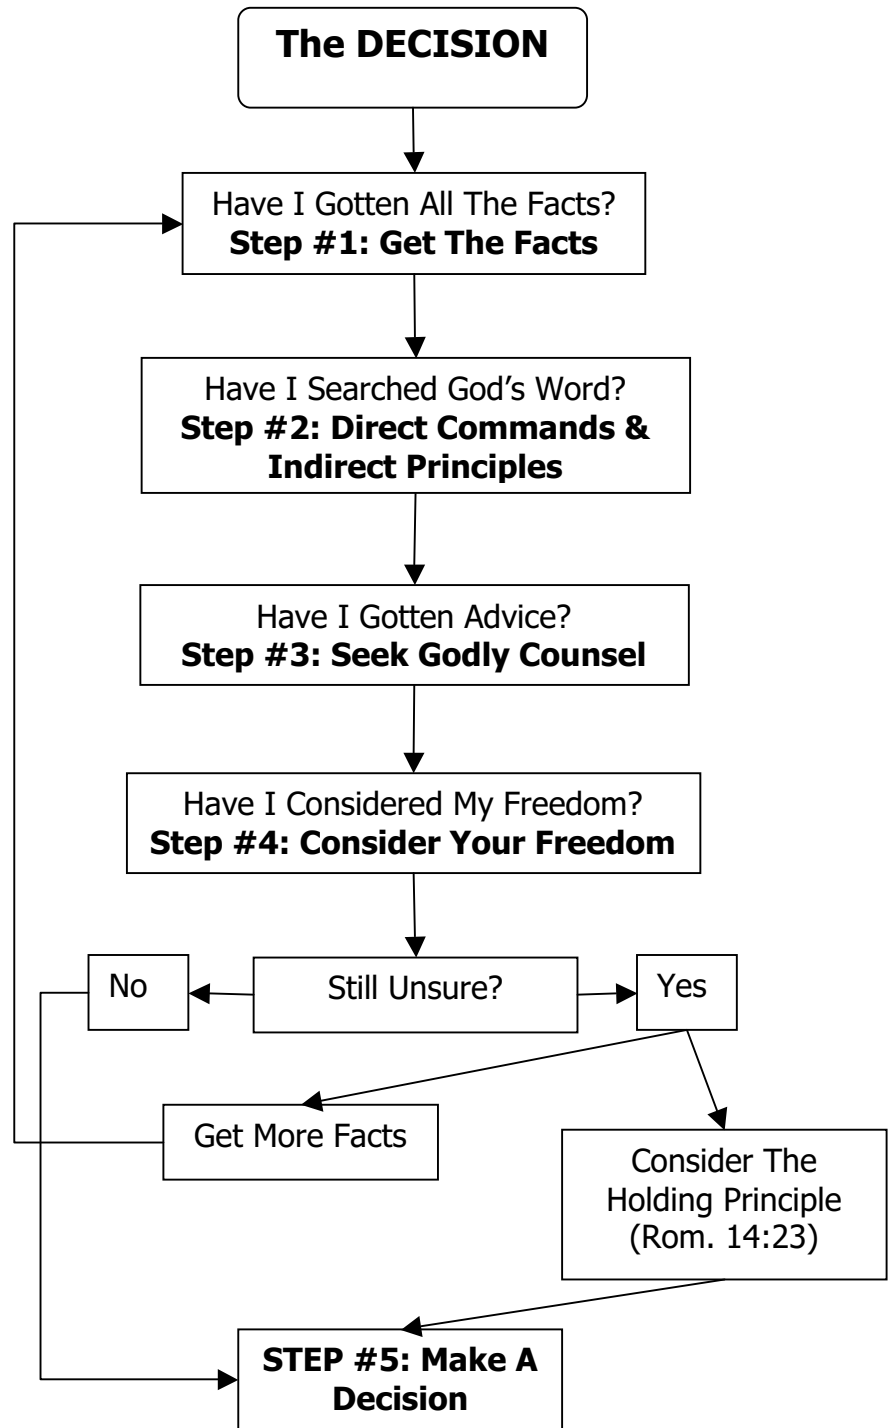 The DECISION
Have I Gotten All The Facts?
Step #1: Get The Facts
Have I Searched God's Word?
Step #2: Direct Commands &
Indirect Principles
Have I Gotten Advice?
Step #3: Seek Godly Counsel
Have I Considered My Freedom?
Step #4: Consider Your Freedom
No
Still Unsure?
Yes
Get More Facts
Consider The
Holding Principle
(Rom. 14:23)
STEP #5: Make A
Decision